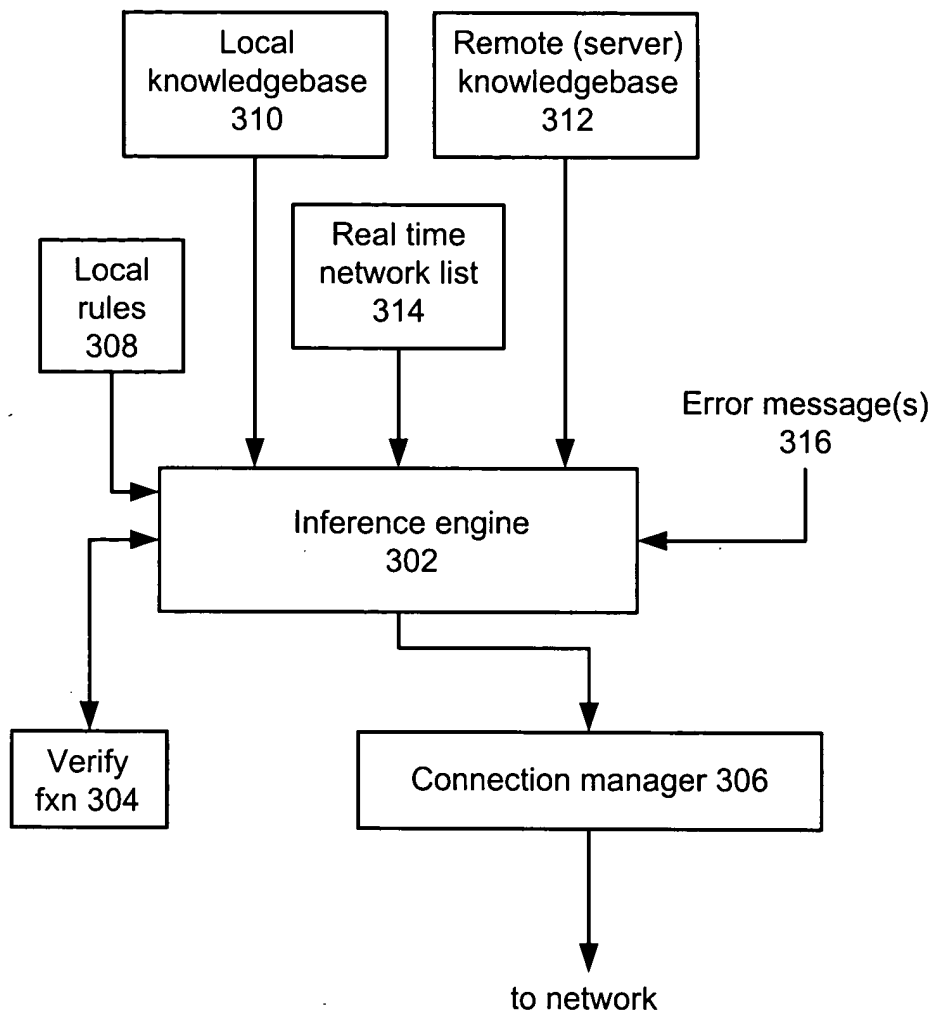 Local
knowledgebase
310
Remote (server)
knowledgebase
312
Real time
network list
314
Local
rules
308
Error message(s)
316
Inference engine
302
Verify
fxn 304
Connection manager 306
to network